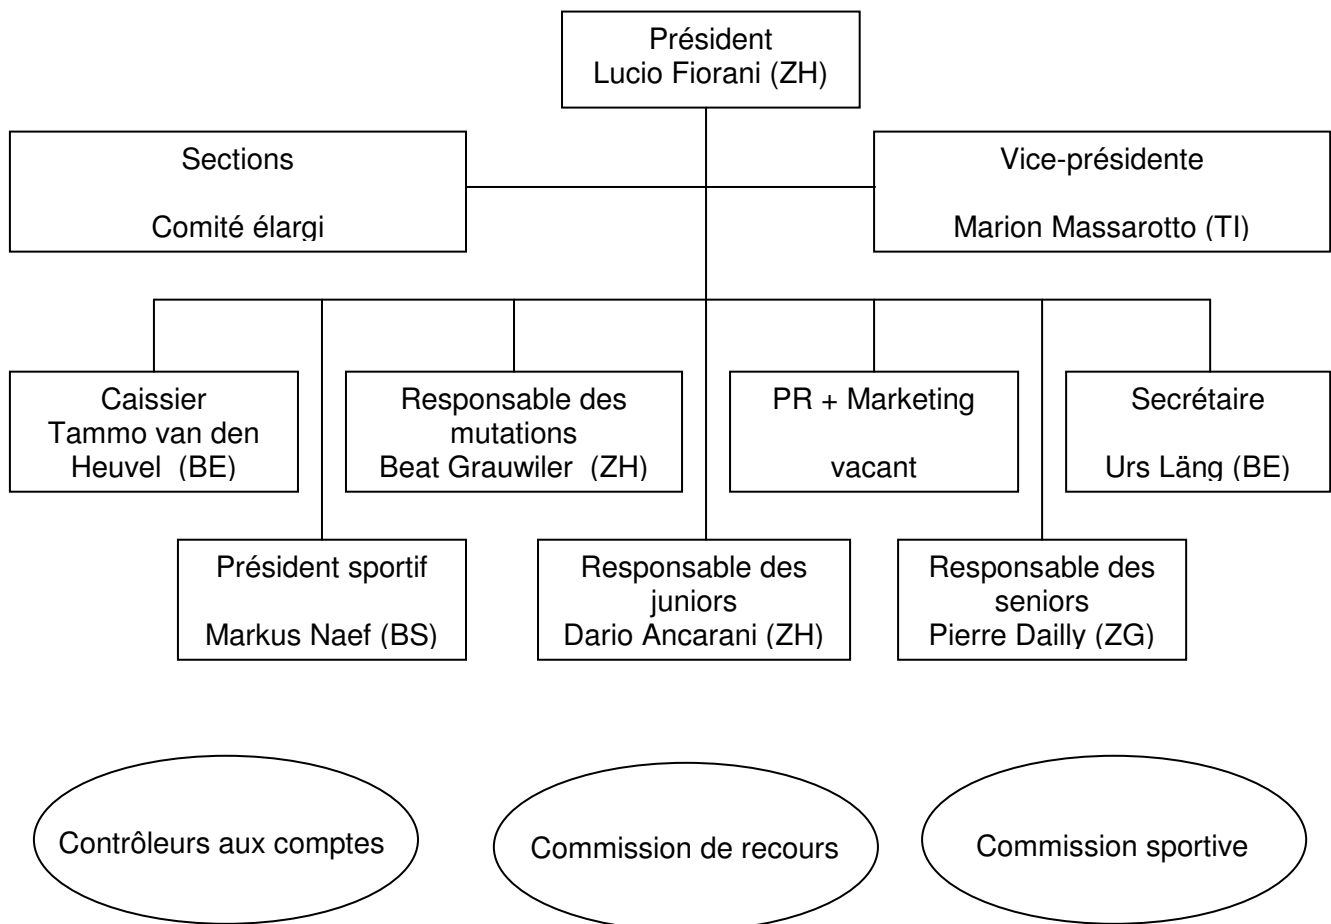 Président
Lucio Fiorani (ZH)
Sections
Comité élargi
Vice-présidente
Marion Massarotto (TI)
Caissier
Tammo van den
Heuvel (BE)
Responsable des
mutations
Beat Grauwiler (ZH)
PR + Marketing
vacant
Secrétaire
Urs Läng (BE)
Président sportif
Markus Naef (BS)
Responsable des
juniors
Dario Ancarani (ZH)
Responsable des
seniors
Pierre Dailly (ZG)
Contrôleurs aux comptes
Commission de recours
Commission sportive